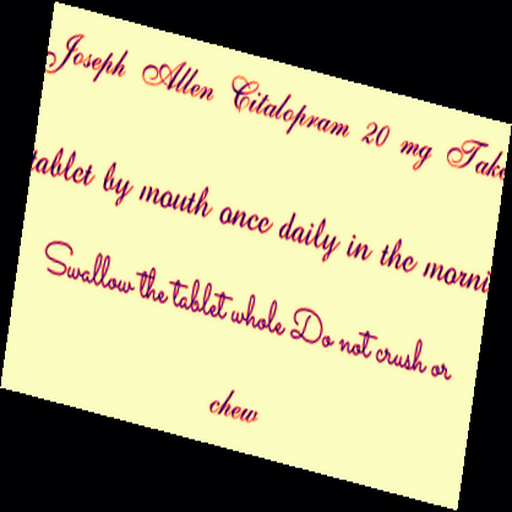 Joseph Allen Citalopram 20 mg Take
tablet by mouth once daily in the morni
Swallow the tablet whole Do not crush or
chew